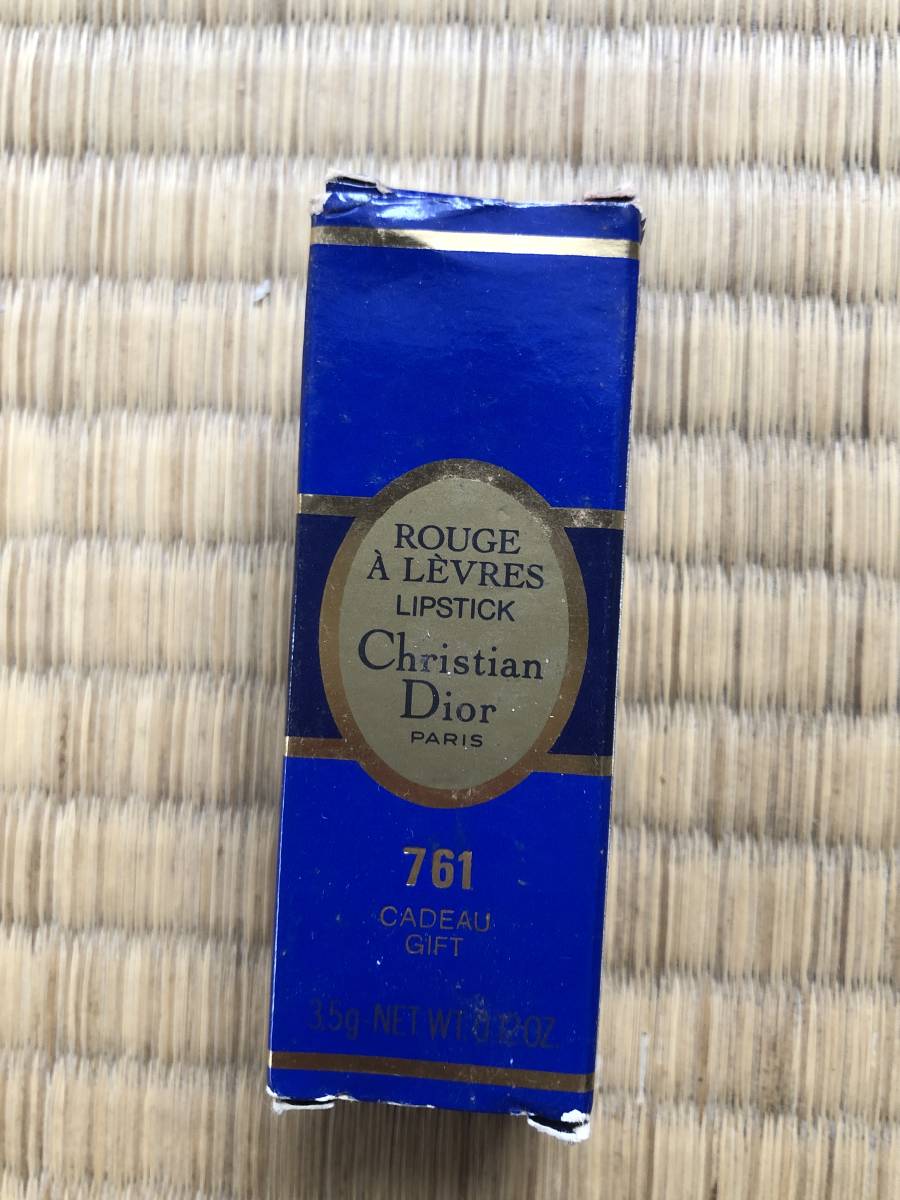 ROUGE
À LÈVRES
LIPSTICK
Christian
Dior
PARIS
761
CADEAU
GIFT
3.5g NET WT. 0.12 OZ.